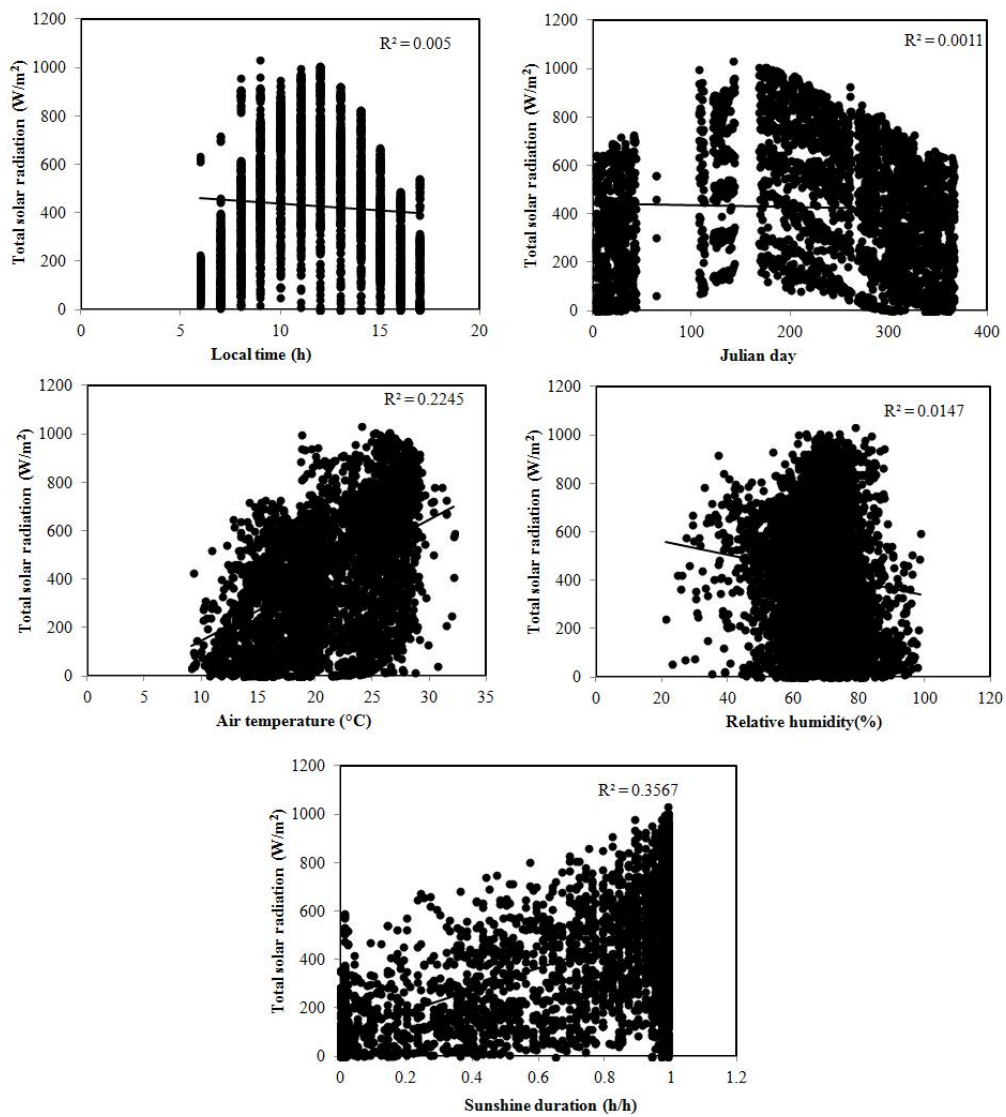 1200
1000
800
600
400
200
0
Total solar radiation (W/m²)
R² = 0.005
0 5 10 15 20
Local time (h)
1200
1000
800
600
400
200
0
Total solar radiation (W/m²)
R² = 0.0011
0 100 200 300 400
Julian day
1200
1000
800
600
400
200
0
Total solar radiation (W/m²)
R² = 0.2245
0 5 10 15 20 25 30 35
Air temperature (°C)
1200
1000
800
600
400
200
0
Total solar radiation (W/m²)
R² = 0.0147
0 20 40 60 80 100 120
Relative humidity(%)
1200
1000
800
600
400
200
0
Total solar radiation (W/m²)
R² = 0.3567
0 0.2 0.4 0.6 0.8 1 1.2
Sunshine duration (h/h)